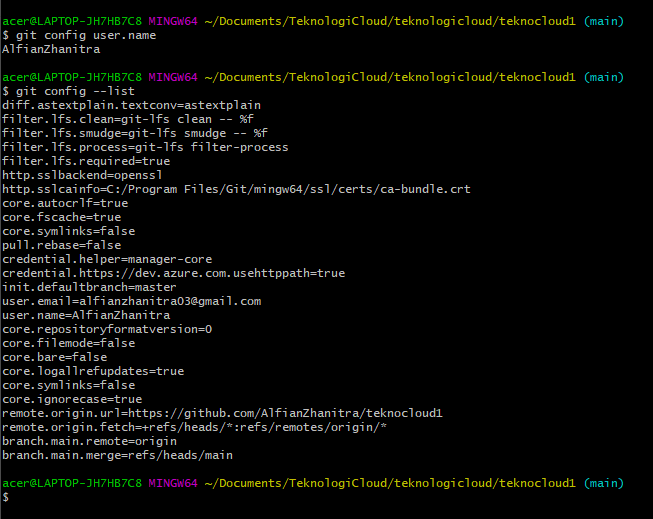 acer@LAPTOP-JH7HB7C8 MINGW64 ~/Documents/TeknologiCloud/teknologicloud/teknocloud1 (main)
$ git config user.name
AlfianZhanitra
acer@LAPTOP-JH7HB7C8 MINGW64 ~/Documents/TeknologiCloud/teknologicloud/teknocloud1 (main)
$ git config --list
diff.astextplain.textconv=astextplain
filter.lfs.clean=git-lfs clean -- %f
filter.lfs.smudge=git-lfs smudge -- %f
filter.lfs.process=git-lfs filter-process
filter.lfs.required=true
http.sslbackend=openssl
http.sslcainfo=C:/Program Files/Git/mingw64/ssl/certs/ca-bundle.crt
core.autocrlf=true
core.fscache=true
core.symlinks=false
pull.rebase=false
credential.helper=manager-core
credential.https://dev.azure.com.usehttppath=true
init.defaultbranch=master
user.email=alfianzhanitra03@gmail.com
user.name=AlfianZhanitra
core.repositoryformatversion=0
core.filemode=false
core.bare=false
core.logallrefupdates=true
core.symlinks=false
core.ignorecase=true
remote.origin.url=https://github.com/AlfianZhanitra/teknocloud1
remote.origin.fetch=+refs/heads/*:refs/remotes/origin/*
branch.main.remote=origin
branch.main.merge=refs/heads/main
acer@LAPTOP-JH7HB7C8 MINGW64 ~/Documents/TeknologiCloud/teknologicloud/teknocloud1 (main)
$